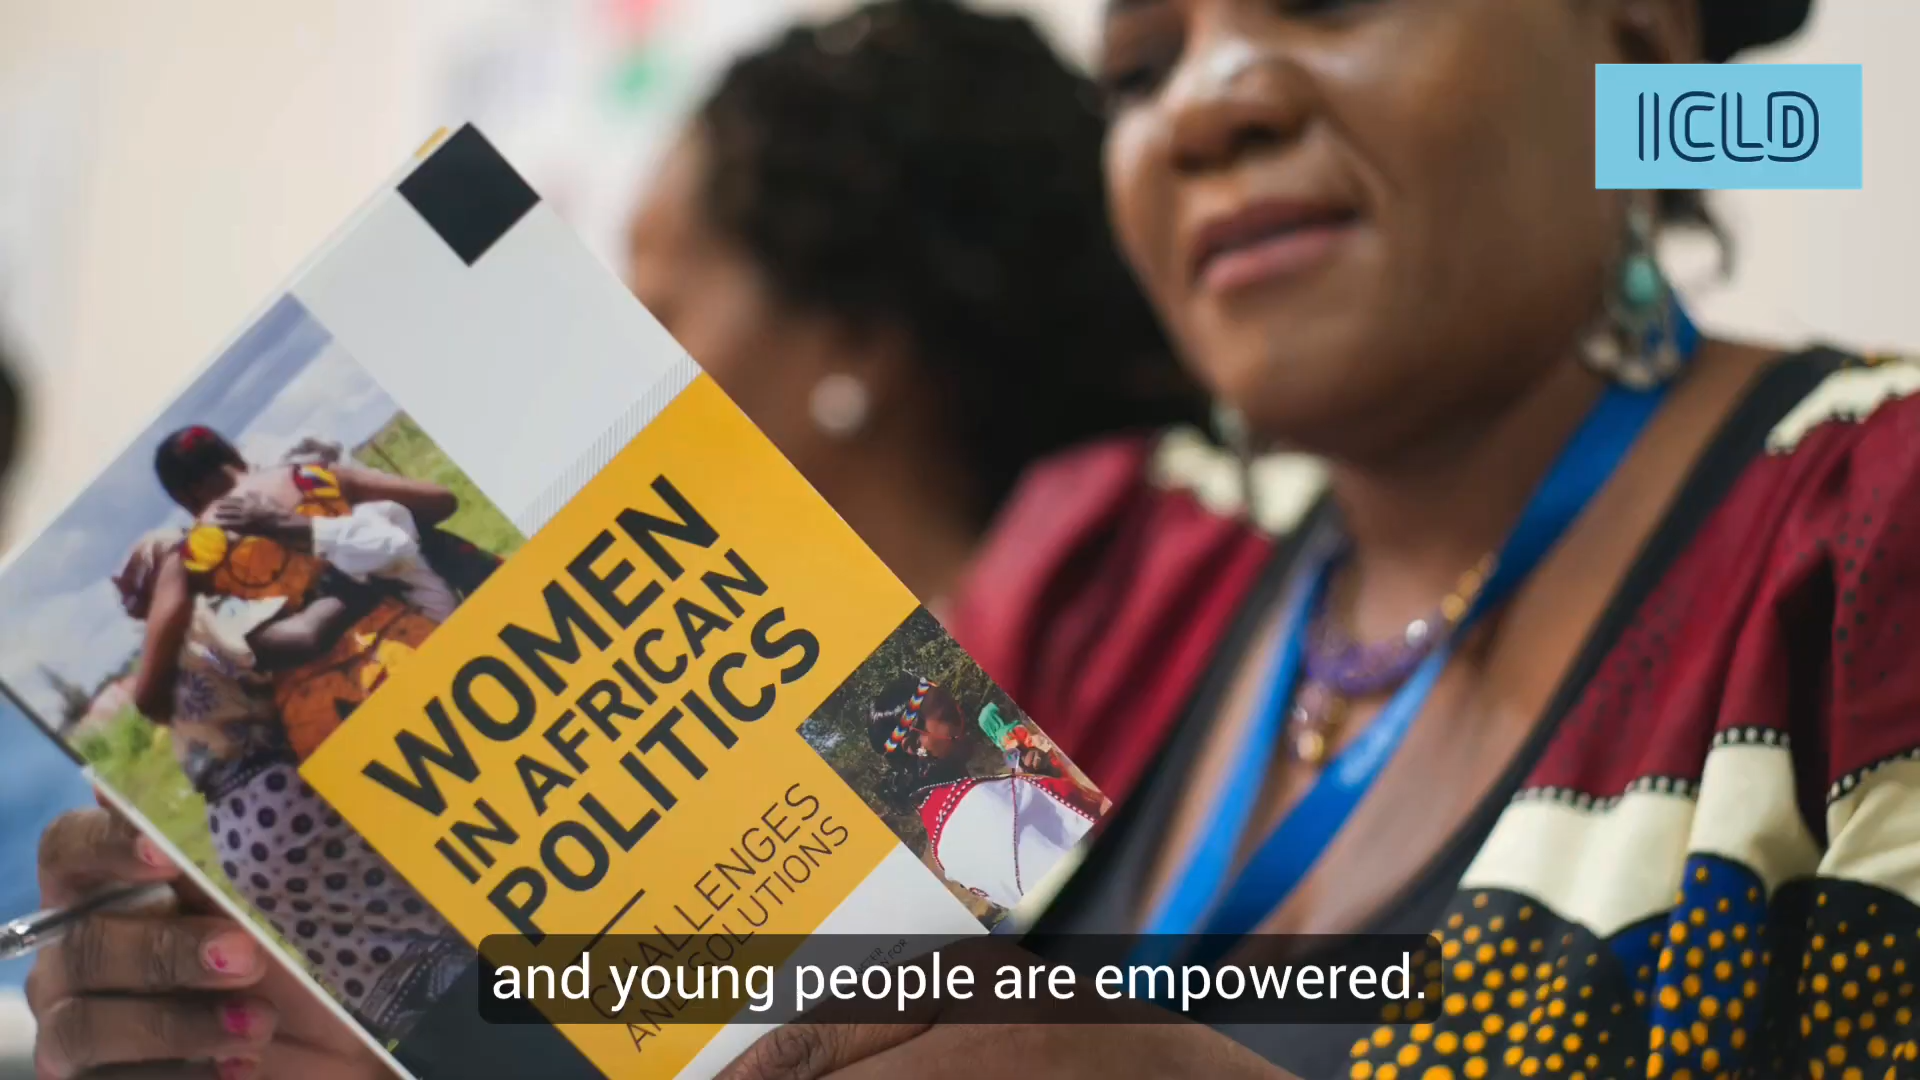 ICLD
WOMEN
IN AFRICAN
POLITICS
CHALLENGES
AND SOLUTIONS
and young people are empowered.